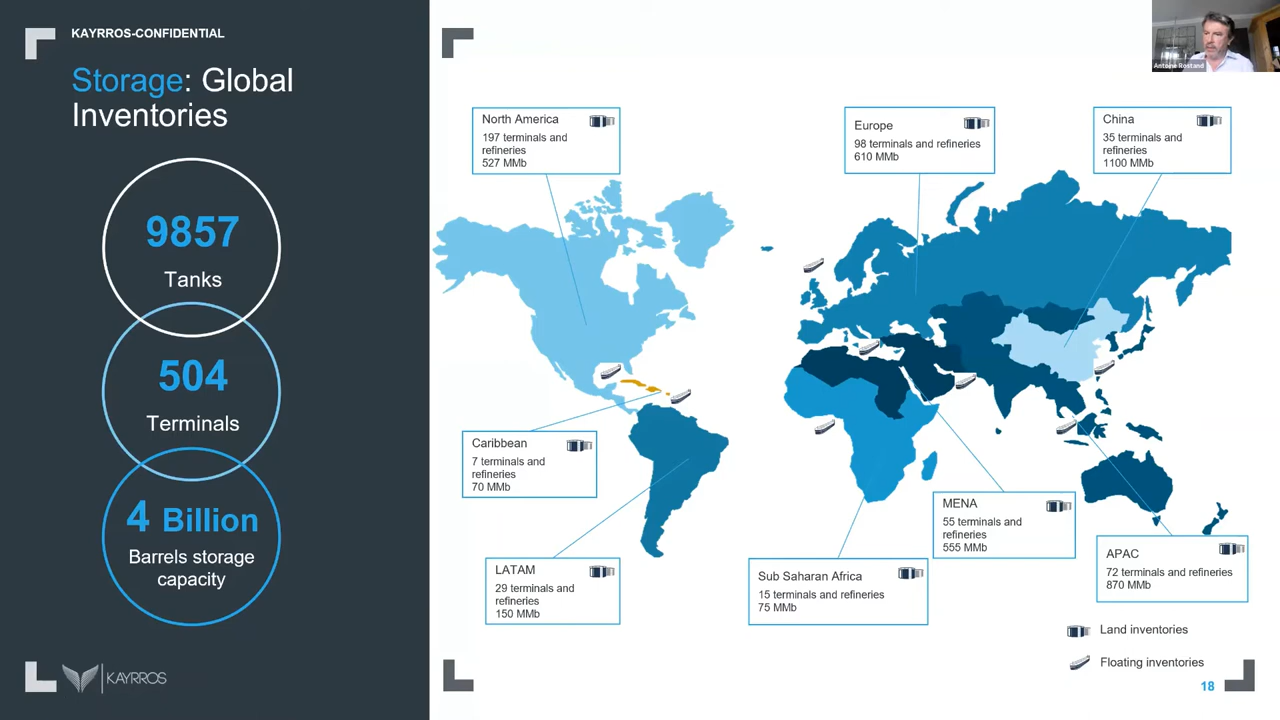 KAYRROS-CONFIDENTIAL
Storage: Global
Inventories
9857
Tanks
504
Terminals
4 Billion
Barrels storage
capacity
KAYRROS
Antoine Rostand
North America
197 terminals and
refineries
527 MMb
Europe
98 terminals and refineries
610 MMb
China
35 terminals and
refineries
1100 MMb
Caribbean
7 terminals and
refineries
70 MMb
LATAM
29 terminals and
refineries
150 MMb
Sub Saharan Africa
15 terminals and refineries
75 MMb
MENA
55 terminals and
refineries
555 MMb
APAC
72 terminals and refineries
870 MMb
Land inventories
Floating inventories
18